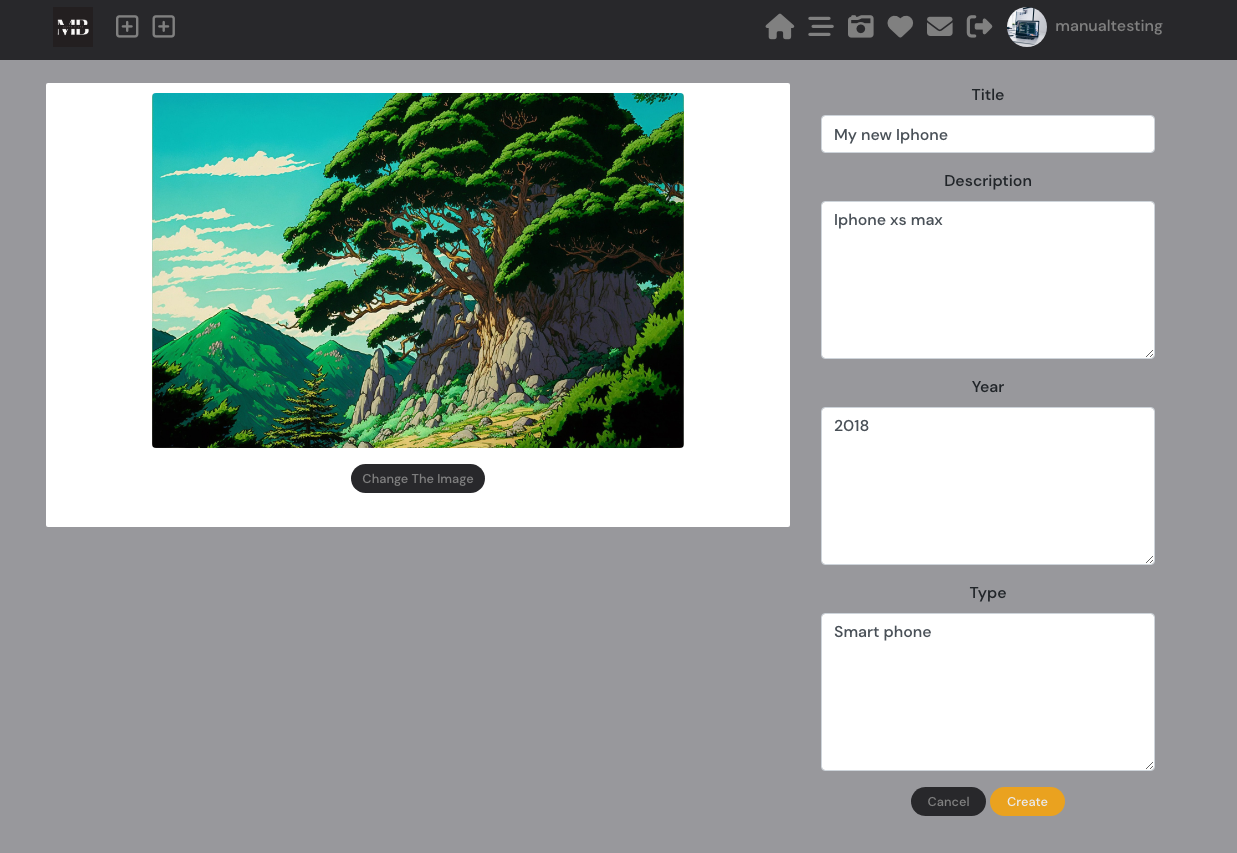 MD
manualtesting
Title
My new Iphone
Description
Iphone xs max
Year
2018
Type
Smart phone
Change The Image
Cancel
Create